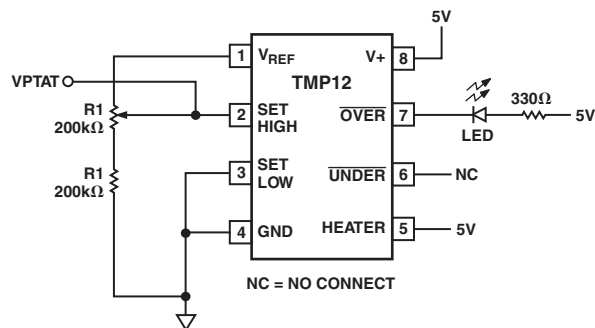 5V
1
V REF
V+
8
TMP12
VPTAT
R1
200kΩ
2
SET
HIGH
OVER
7
LED
330Ω
5V
R1
200kΩ
3
SET
LOW
UNDER
6
NC
4
GND
HEATER
5
5V
NC = NO CONNECT